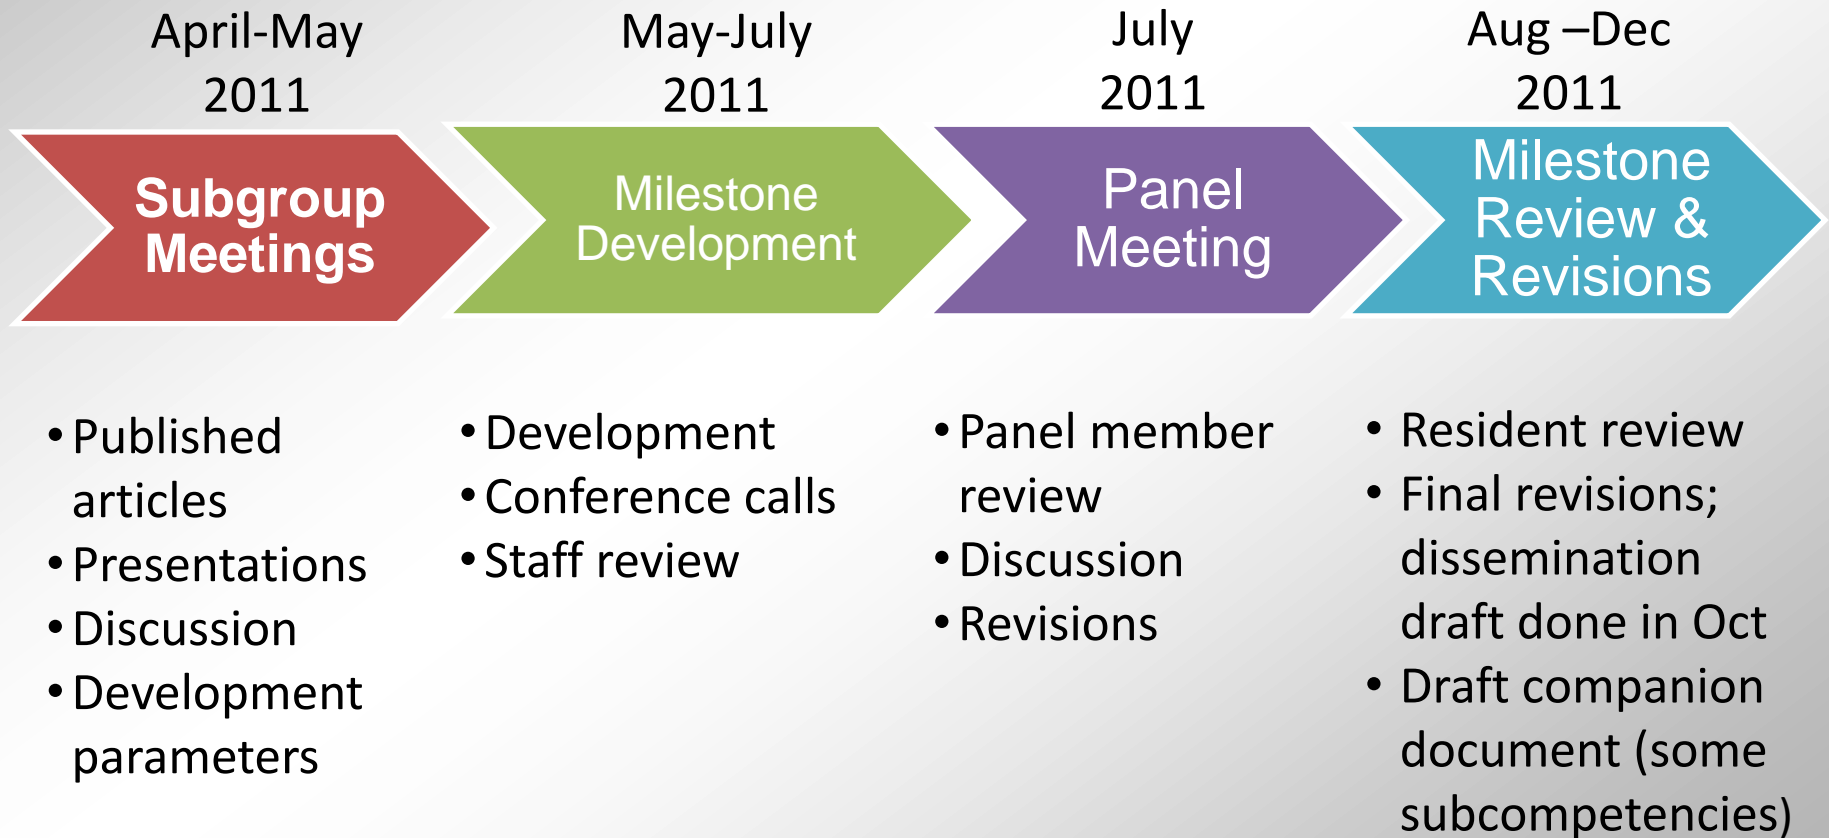 April-May
2011
May-July
2011
July
2011
Aug –Dec
2011
Subgroup
Meetings
Milestone
Development
Panel
Meeting
Milestone
Review &
Revisions
• Published
articles
• Presentations
• Discussion
• Development
parameters
• Development
• Conference calls
• Staff review
• Panel member
review
• Discussion
• Revisions
• Resident review
• Final revisions;
dissemination
draft done in Oct
• Draft companion
document (some
subcompetencies)